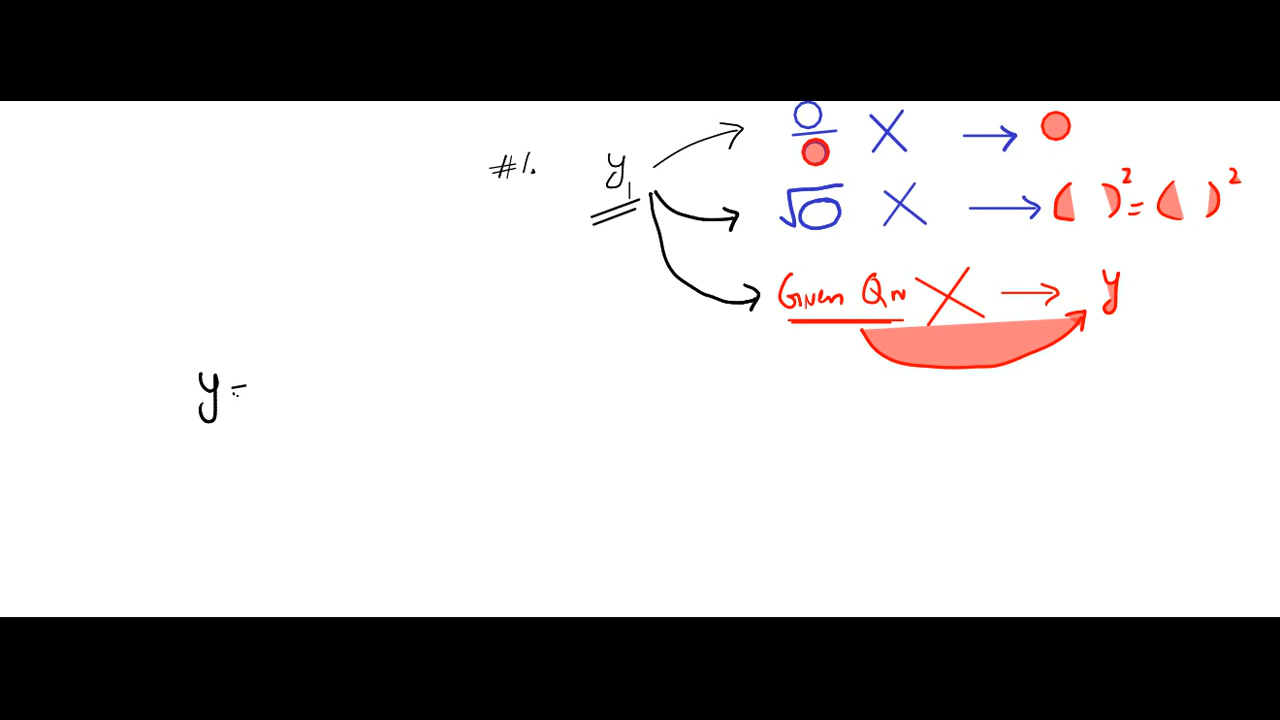 #1. y₁ → O/O X → O
√O X → ( )² = ( )²
Given Qn X → y
y =